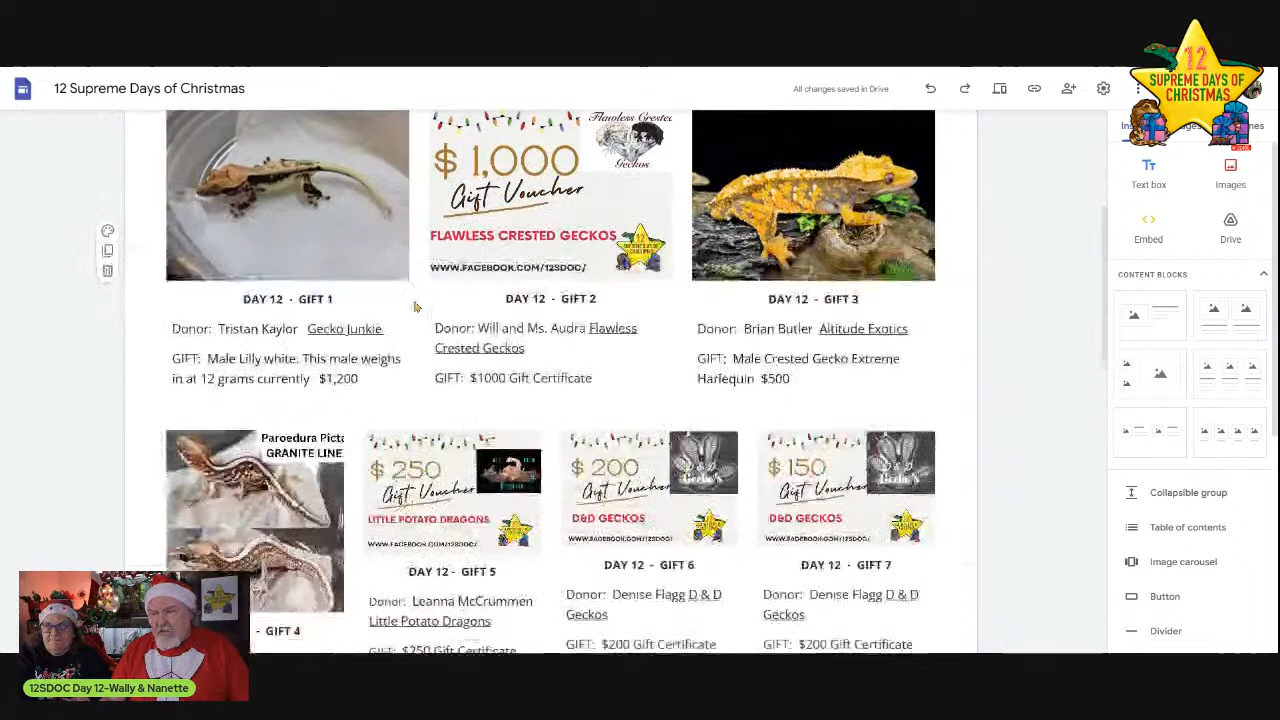 12 Supreme Days of Christmas
All changes saved in Drive
12
SUPREME DAYS OF
CHRISTMAS
Text box
Images
Embed
Drive
CONTENT BLOCKS
Collapsible group
Table of contents
Image carousel
Button
Divider
$ 1,000
Gift Voucher
FLAWLESS CRESTED GECKOS
WWW.FACEBOOK.COM/12SDOC/
Flawless Crested
Geckos
DAY 12 - GIFT 1
Donor: Tristan Kaylor Gecko Junkie
GIFT: Male Lilly white. This male weighs
in at 12 grams currently $1,200
DAY 12 - GIFT 2
Donor: Will and Ms. Audra Flawless
Crested Geckos
GIFT: $1000 Gift Certificate
DAY 12 - GIFT 3
Donor: Brian Butler Altitude Exotics
GIFT: Male Crested Gecko Extreme
Harlequin $500
Paroedura Picta
GRANITE LINE
- GIFT 4
$ 250
Gift Voucher
LITTLE POTATO DRAGONS
WWW.FACEBOOK.COM/12SDOC/
DAY 12 - GIFT 5
Donor: Leanna McCrummen
Little Potato Dragons
GIFT: $250 Gift Certificate
$ 200
Gift Voucher
D&D GECKOS
WWW.FACEBOOK.COM/12SDOC/
DAY 12 - GIFT 6
Donor: Denise Flagg D & D
Geckos
GIFT: $200 Gift Certificate
$ 150
Gift Voucher
D&D GECKOS
WWW.FACEBOOK.COM/12SDOC/
DAY 12 - GIFT 7
Donor: Denise Flagg D & D
Geckos
GIFT: $200 Gift Certificate
12SDOC Day 12-Wally & Nanette